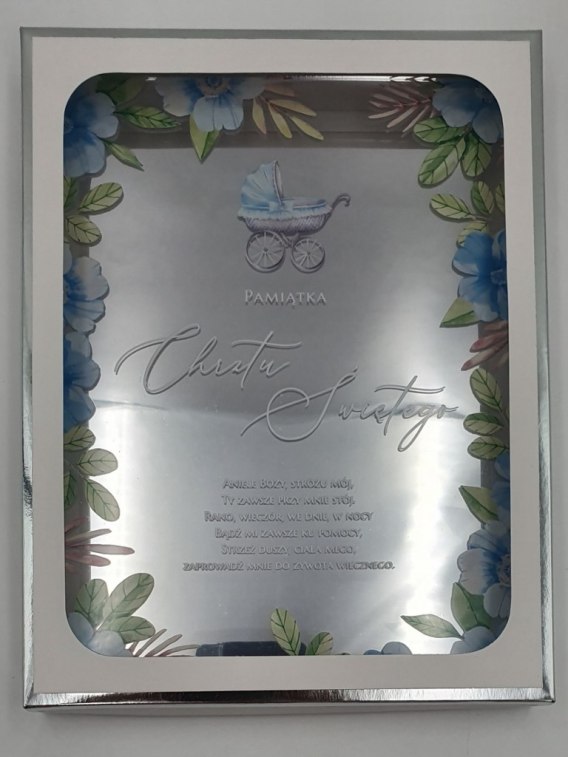 PAMIĄTKA
Chrztu
Świętego
ANIELE BOŻY, STRÓŻU MÓJ,
TY ZAWSZE PRZY MNIE STÓJ.
RANO, WIECZÓR, WE DNIE, W NOCY
BĄDŹ MI ZAWSZE KU POMOCY,
STRZEŻ DUSZY, CIAŁA MEGO,
ZAPROWADŹ MNIE DO ŻYWOTA WIECZNEGO.